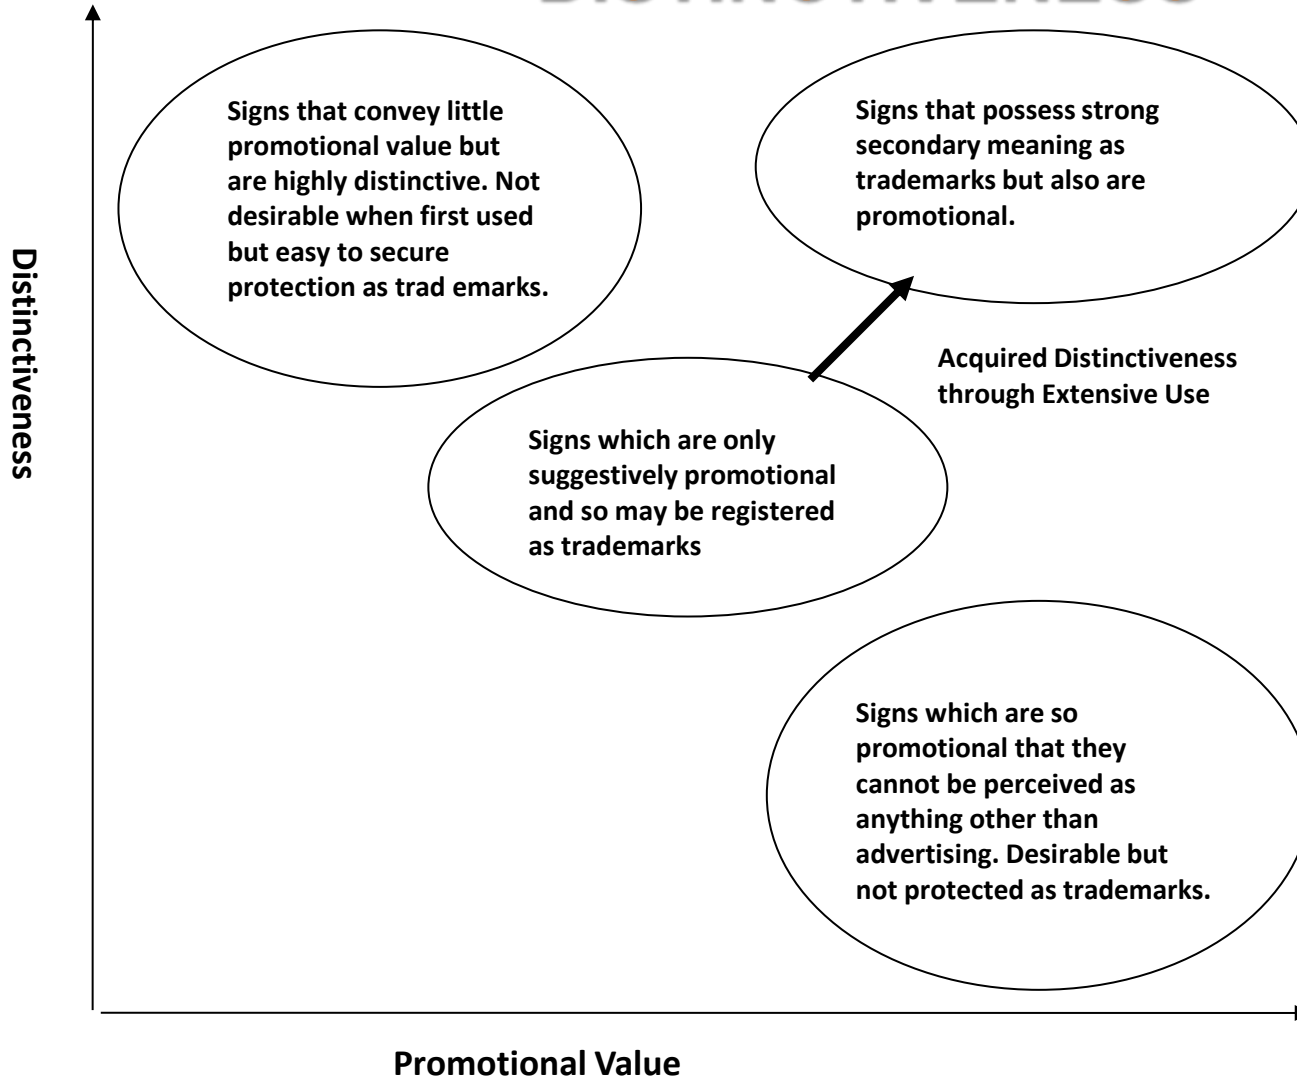 Signs that convey little
promotional value but
are highly distinctive. Not
desirable when first used
but easy to secure
protection as trad emarks.
Signs that possess strong
secondary meaning as
trademarks but also are
promotional.
Distinctiveness
Acquired Distinctiveness
through Extensive Use
Signs which are only
suggestively promotional
and so may be registered
as trademarks
Signs which are so
promotional that they
cannot be perceived as
anything other than
advertising. Desirable but
not protected as trademarks.
Promotional Value